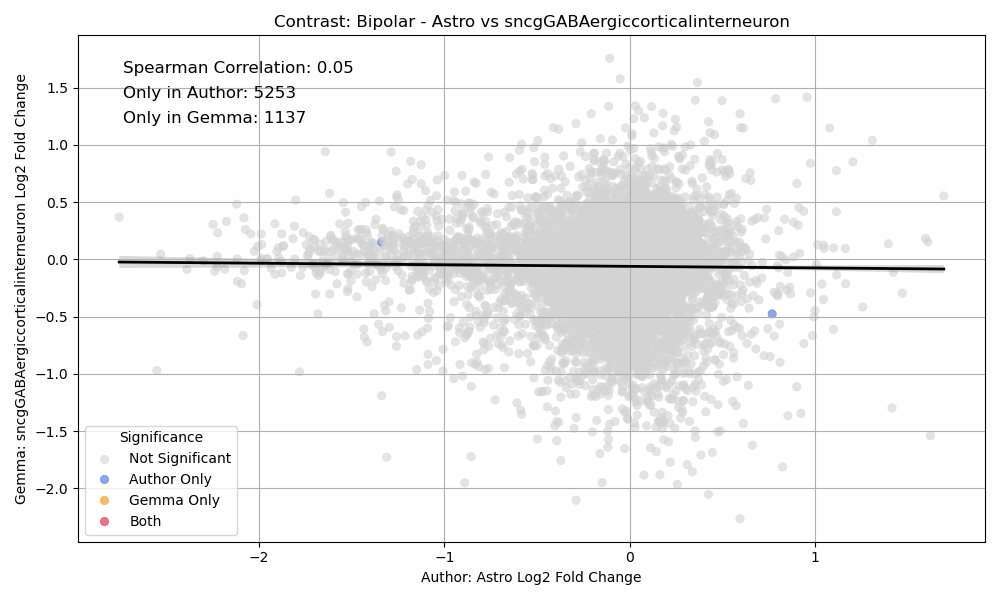 Contrast: Bipolar - Astro vs sncgGABAergiccorticalinterneuron
Spearman Correlation: 0.05
Only in Author: 5253
Only in Gemma: 1137
1.5
1.0
0.5
0.0
−0.5
−1.0
−1.5
−2.0
Gemma: sncgGABAergiccorticalinterneuron Log2 Fold Change
Significance
Not Significant
Author Only
Gemma Only
Both
−2
−1
0
1
Author: Astro Log2 Fold Change